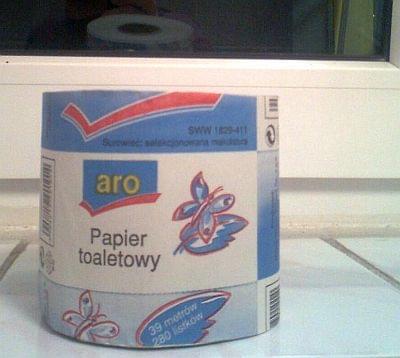 SWW 1829-411
Surowiec: selekcjonowana makulatura
aro
Papier
toaletowy
39 metrów
280 listków